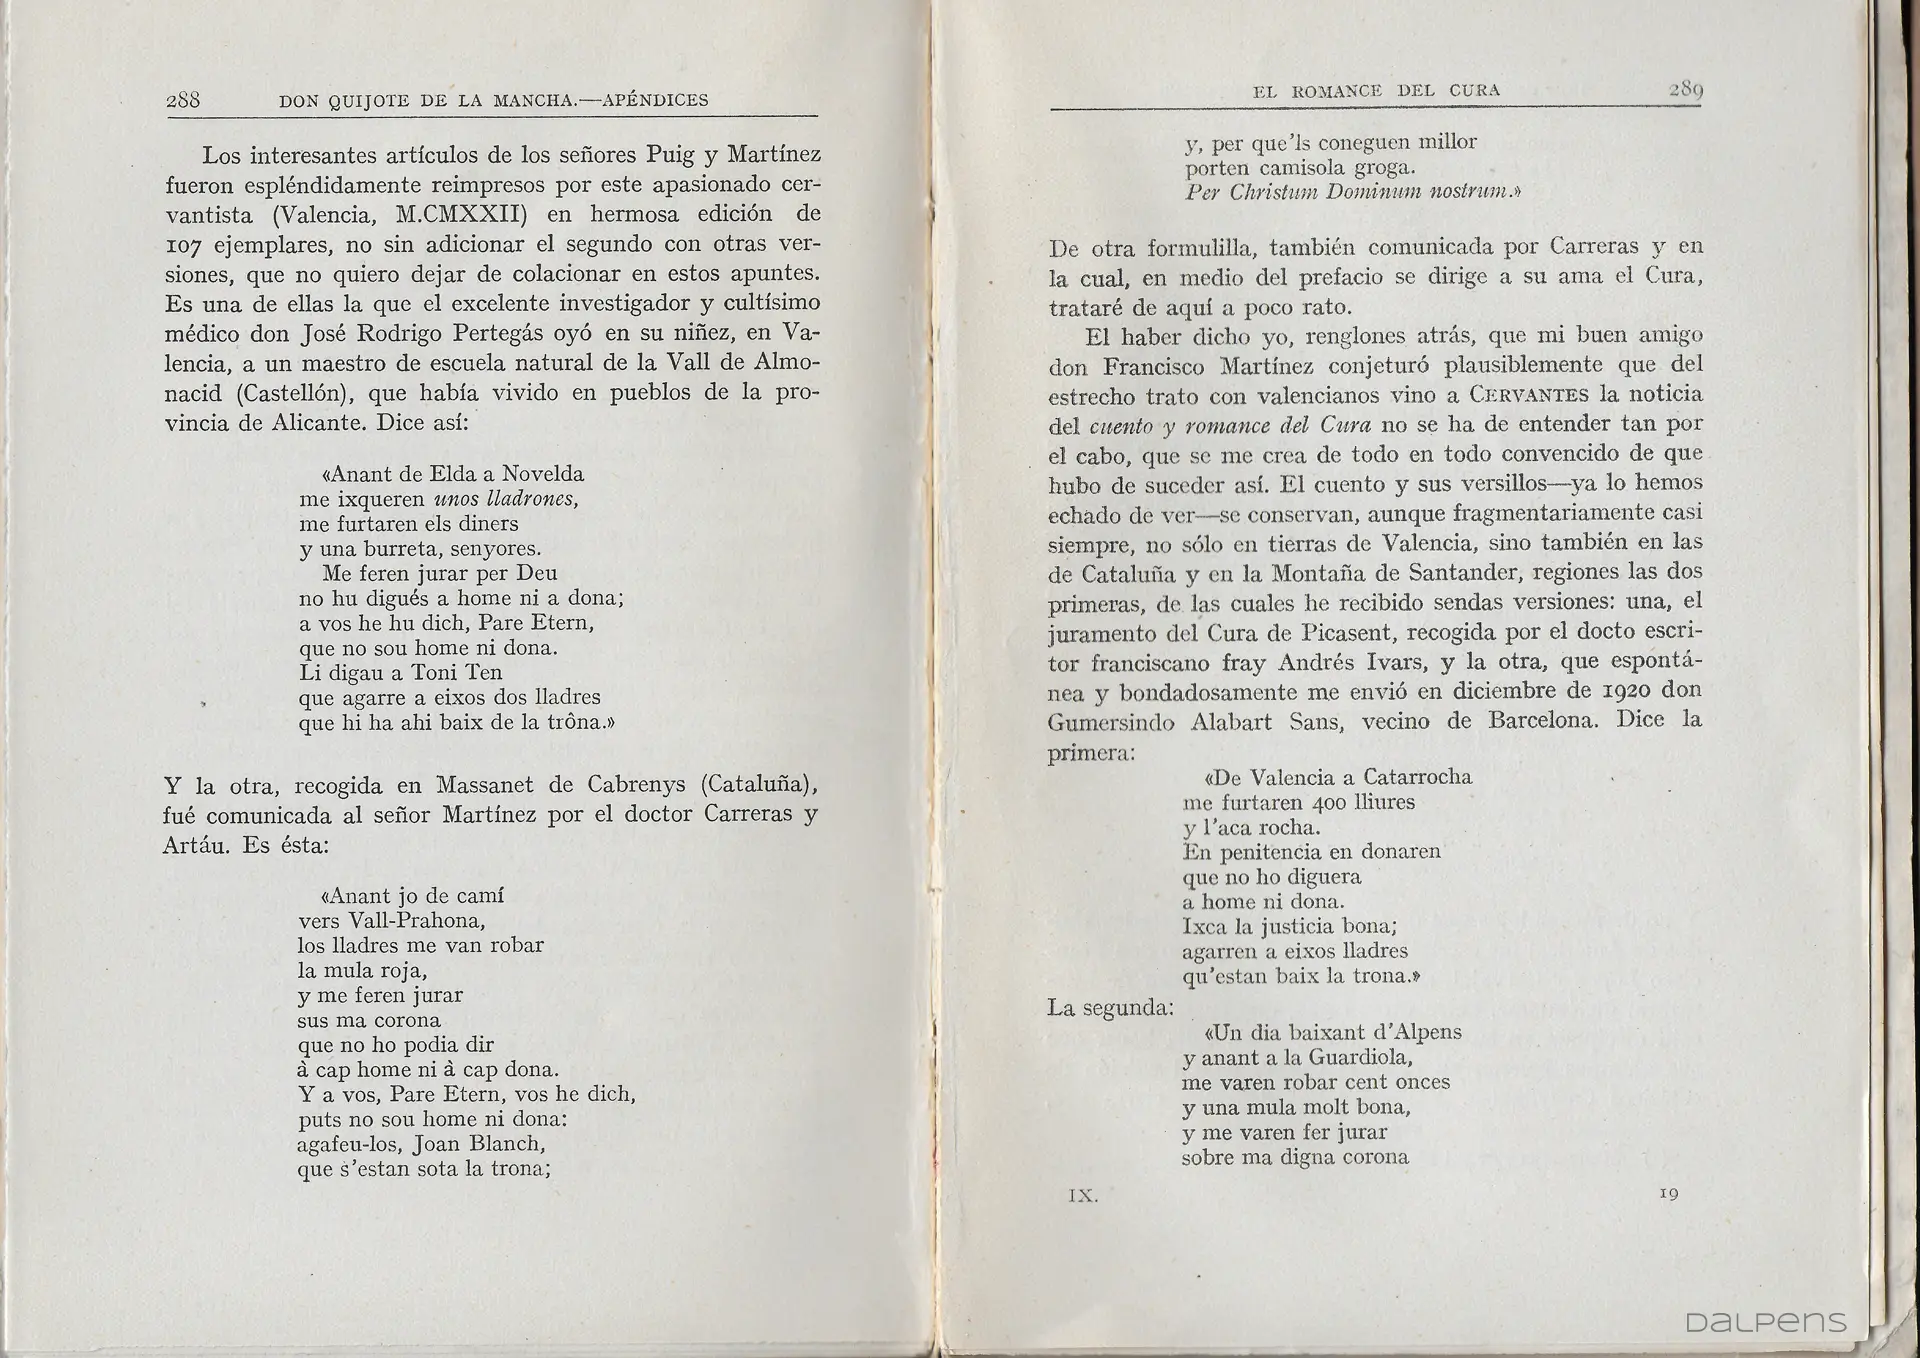 288 DON QUIJOTE DE LA MANCHA.—APÉNDICES
Los interesantes artículos de los señores Puig y Martínez
fueron espléndidamente reimpresos por este apasionado cer-
vantista (Valencia, M.CMXXII) en hermosa edición de
107 ejemplares, no sin adicionar el segundo con otras ver-
siones, que no quiero dejar de colacionar en estos apuntes.
Es una de ellas la que el excelente investigador y cultísimo
médico don José Rodrigo Pertegás oyó en su niñez, en Va-
lencia, a un maestro de escuela natural de la Vall de Almo-
nacid (Castellón), que había vivido en pueblos de la pro-
vincia de Alicante. Dice así:
«Anant de Elda a Novelda
me ixqueren unos lladrones,
me furtaren els diners
y una burreta, senyores.
Me feren jurar per Deu
no hu digués a home ni a dona;
a vos he hu dich, Pare Etern,
que no sou home ni dona.
Li digau a Toni Ten
que agarre a eixos dos lladres
que hi ha ahi baix de la trôna.»
Y la otra, recogida en Massanet de Cabrenys (Cataluña),
fué comunicada al señor Martínez por el doctor Carreras y
Artáu. Es ésta:
«Anant jo de camí
vers Vall-Prahona,
los lladres me van robar
la mula roja,
y me feren jurar
sus ma corona
que no ho podia dir
à cap home ni à cap dona.
Y a vos, Pare Etern, vos he dich,
puts no sou home ni dona:
agafeu-los, Joan Blanch,
que s'estan sota la trona;
EL ROMANCE DEL CURA 289
y, per que'ls coneguen millor
porten camisola groga.
Per Christum Dominum nostrum.»
De otra formulilla, también comunicada por Carreras y en
la cual, en medio del prefacio se dirige a su ama el Cura,
trataré de aquí a poco rato.
El haber dicho yo, renglones atrás, que mi buen amigo
don Francisco Martínez conjeturó plausiblemente que del
estrecho trato con valencianos vino a CERVANTES la noticia
del cuento y romance del Cura no se ha de entender tan por
el cabo, que se me crea de todo en todo convencido de que
hubo de suceder así. El cuento y sus versillos—ya lo hemos
echado de ver—se conservan, aunque fragmentariamente casi
siempre, no sólo en tierras de Valencia, sino también en las
de Cataluña y en la Montaña de Santander, regiones las dos
primeras, de las cuales he recibido sendas versiones: una, el
juramento del Cura de Picasent, recogida por el docto escri-
tor franciscano fray Andrés Ivars, y la otra, que espontá-
nea y bondadosamente me envió en diciembre de 1920 don
Gumersindo Alabart Sans, vecino de Barcelona. Dice la
primera:
«De Valencia a Catarrocha
me furtaren 400 lliures
y l'aca rocha.
En penitencia en donaren
que no ho diguera
a home ni dona.
Ixca la justicia bona;
agarren a eixos lladres
qu'estan baix la trona.»
La segunda:
«Un dia baixant d'Alpens
y anant a la Guardiola,
me varen robar cent onces
y una mula molt bona,
y me varen fer jurar
sobre ma digna corona
IX. 19
DALPENS